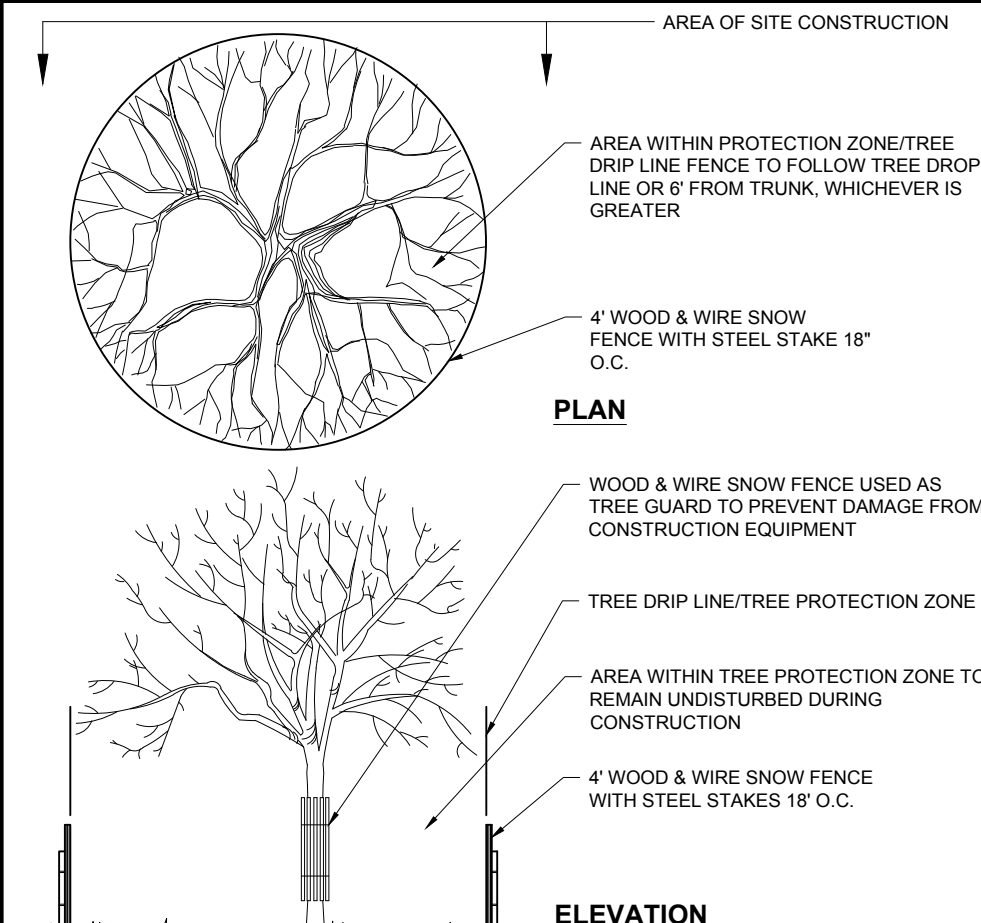 AREA OF SITE CONSTRUCTION
AREA WITHIN PROTECTION ZONE/TREE
DRIP LINE FENCE TO FOLLOW TREE DROP
LINE OR 6' FROM TRUNK, WHICHEVER IS
GREATER
4' WOOD & WIRE SNOW
FENCE WITH STEEL STAKE 18"
O.C.
PLAN
WOOD & WIRE SNOW FENCE USED AS
TREE GUARD TO PREVENT DAMAGE FROM
CONSTRUCTION EQUIPMENT
TREE DRIP LINE/TREE PROTECTION ZONE
AREA WITHIN TREE PROTECTION ZONE TO
REMAIN UNDISTURBED DURING
CONSTRUCTION
4' WOOD & WIRE SNOW FENCE
WITH STEEL STAKES 18' O.C.
ELEVATION